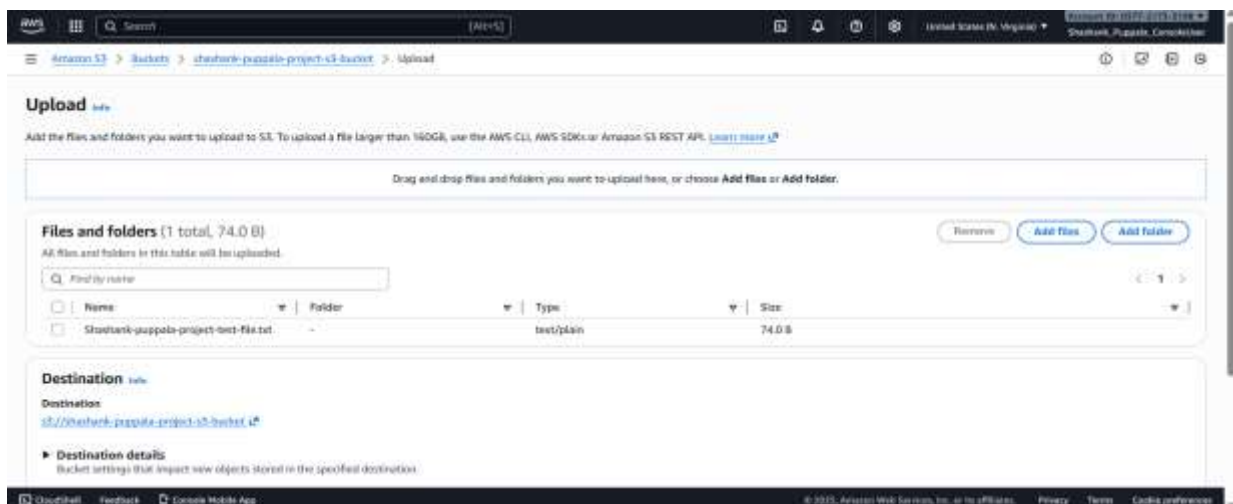 aws Search [Alt+S] United States (N. Virginia)
Shashank_Puppala_ConsoleUser
Amazon S3 > Buckets > shashank-puppala-project-s3-bucket > Upload
Upload Info
Add the files and folders you want to upload to S3. To upload a file larger than 160GB, use the AWS CLI, AWS SDKs or Amazon S3 REST API. Learn more
Drag and drop files and folders you want to upload here, or choose Add files or Add folder.
Files and folders (1 total, 74.0 B) Remove Add files Add folder
All files and folders in this table will be uploaded.
Find by name 1
Name Folder Type Size
Shashank-puppala-project-test-file.txt - text/plain 74.0 B
Destination Info
Destination
s3://shashank-puppala-project-s3-bucket
Destination details
Bucket settings that impact new objects stored in the specified destination.
CloudShell Feedback Console Mobile App © 2025, Amazon Web Services, Inc. or its affiliates. Privacy Terms Cookie preferences